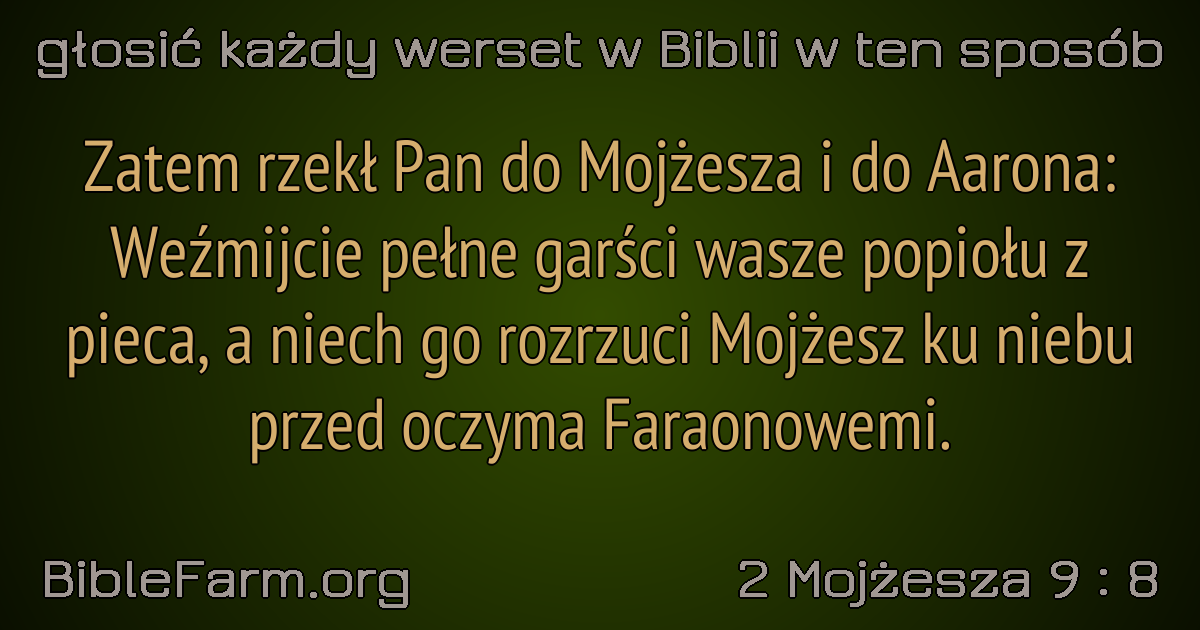 głosić każdy werset w Biblii w ten sposób
Zatem rzekł Pan do Mojżesza i do Aarona:
Weźmijcie pełne garści wasze popiołu z
pieca, a niech go rozrzuci Mojżesz ku niebu
przed oczyma Faraonowemi.
BibleFarm.org
2 Mojżesza 9 : 8